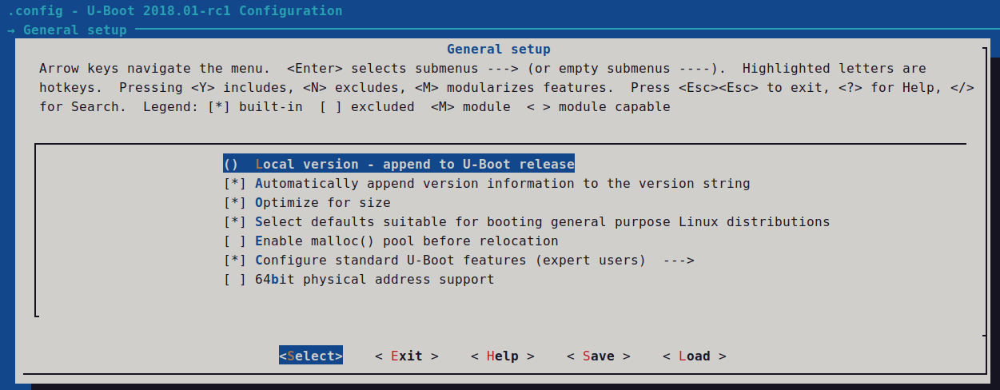 .config - U-Boot 2018.01-rc1 Configuration
→ General setup
General setup
Arrow keys navigate the menu.  <Enter> selects submenus ---> (or empty submenus ----).  Highlighted letters are
hotkeys.  Pressing <Y> includes, <N> excludes, <M> modularizes features.  Press <Esc><Esc> to exit, <?> for Help, </>
for Search.  Legend: [*] built-in  [ ] excluded  <M> module  < > module capable
()  Local version - append to U-Boot release
[*] Automatically append version information to the version string
[*] Optimize for size
[*] Select defaults suitable for booting general purpose Linux distributions
[ ] Enable malloc() pool before relocation
[*] Configure standard U-Boot features (expert users)  --->
[ ] 64bit physical address support
<Select>    < Exit >    < Help >    < Save >    < Load >